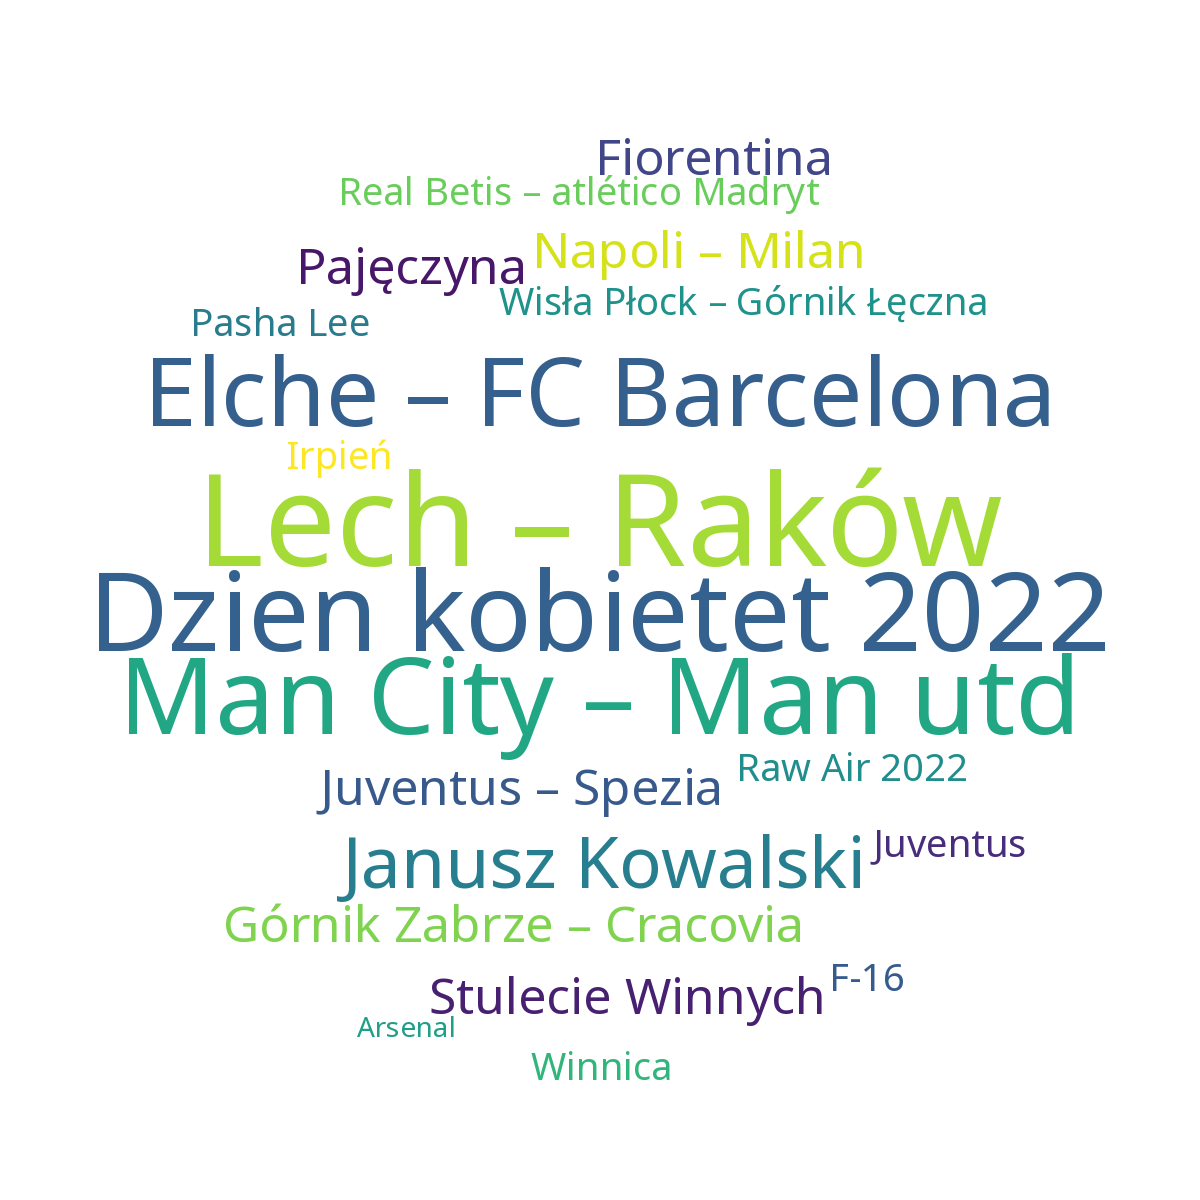 Fiorentina
Real Betis – atlético Madryt
Napoli – Milan
Pajęczyna
Wisła Płock – Górnik Łęczna
Pasha Lee
Elche – FC Barcelona
Irpień
Lech – Raków
Dzien kobietet 2022
Man City – Man utd
Raw Air 2022
Juventus – Spezia
Juventus
Janusz Kowalski
Górnik Zabrze – Cracovia
F-16
Stulecie Winnych
Arsenal
Winnica